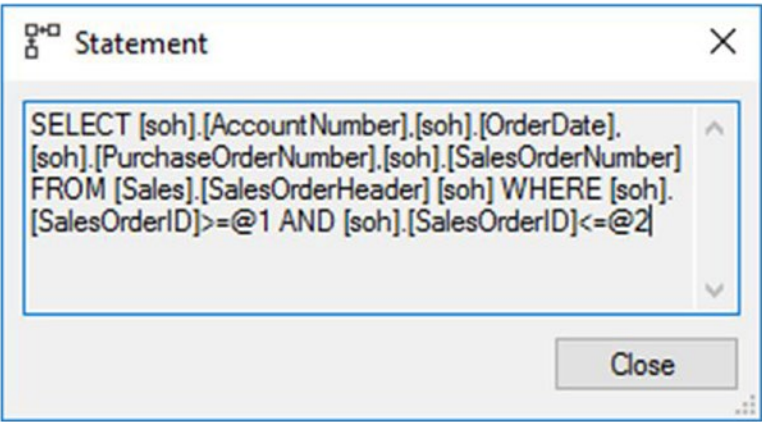 Statement
SELECT [soh].[AccountNumber],[soh].[OrderDate],
[soh].[PurchaseOrderNumber],[soh].[SalesOrderNumber]
FROM [Sales].[SalesOrderHeader] [soh] WHERE [soh].
[SalesOrderID]>=@1 AND [soh].[SalesOrderID]<=@2
Close